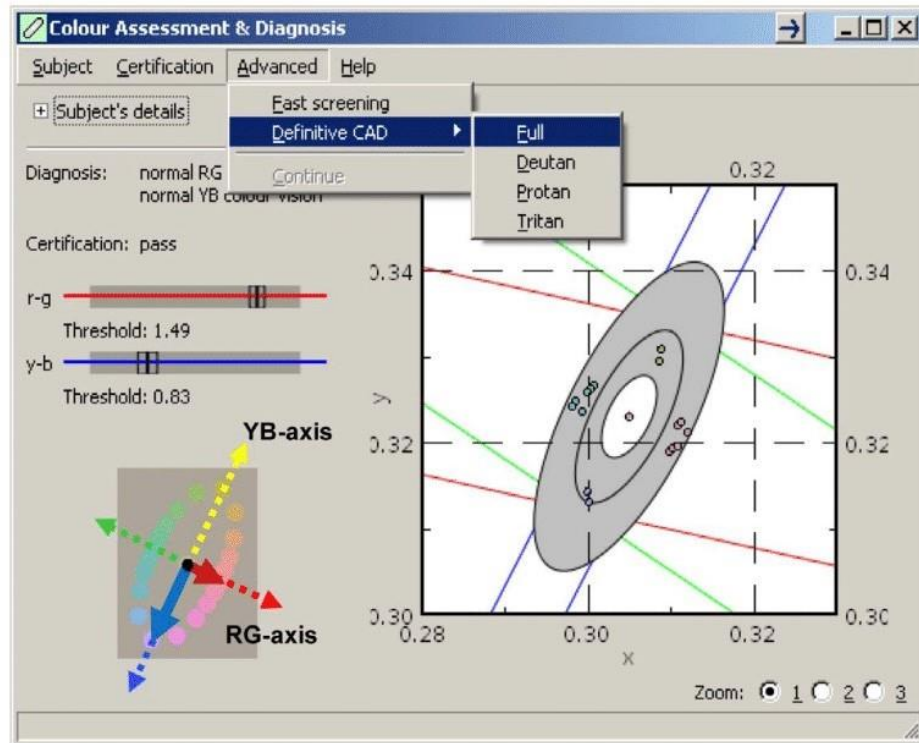 Colour Assessment & Diagnosis
Subject Certification Advanced Help
Subject's details
Fast screening
Definitive CAD
Continue
Full
Deutan
Protan
Tritan
Diagnosis: normal RG
normal YB colour vision
Certification: pass
r-g
Threshold: 1.49
y-b
Threshold: 0.83
YB-axis
RG-axis
0.32
0.34 0.34
y
0.32 0.32
0.30 0.30
0.28 0.30 0.32
x
Zoom: 1 2 3